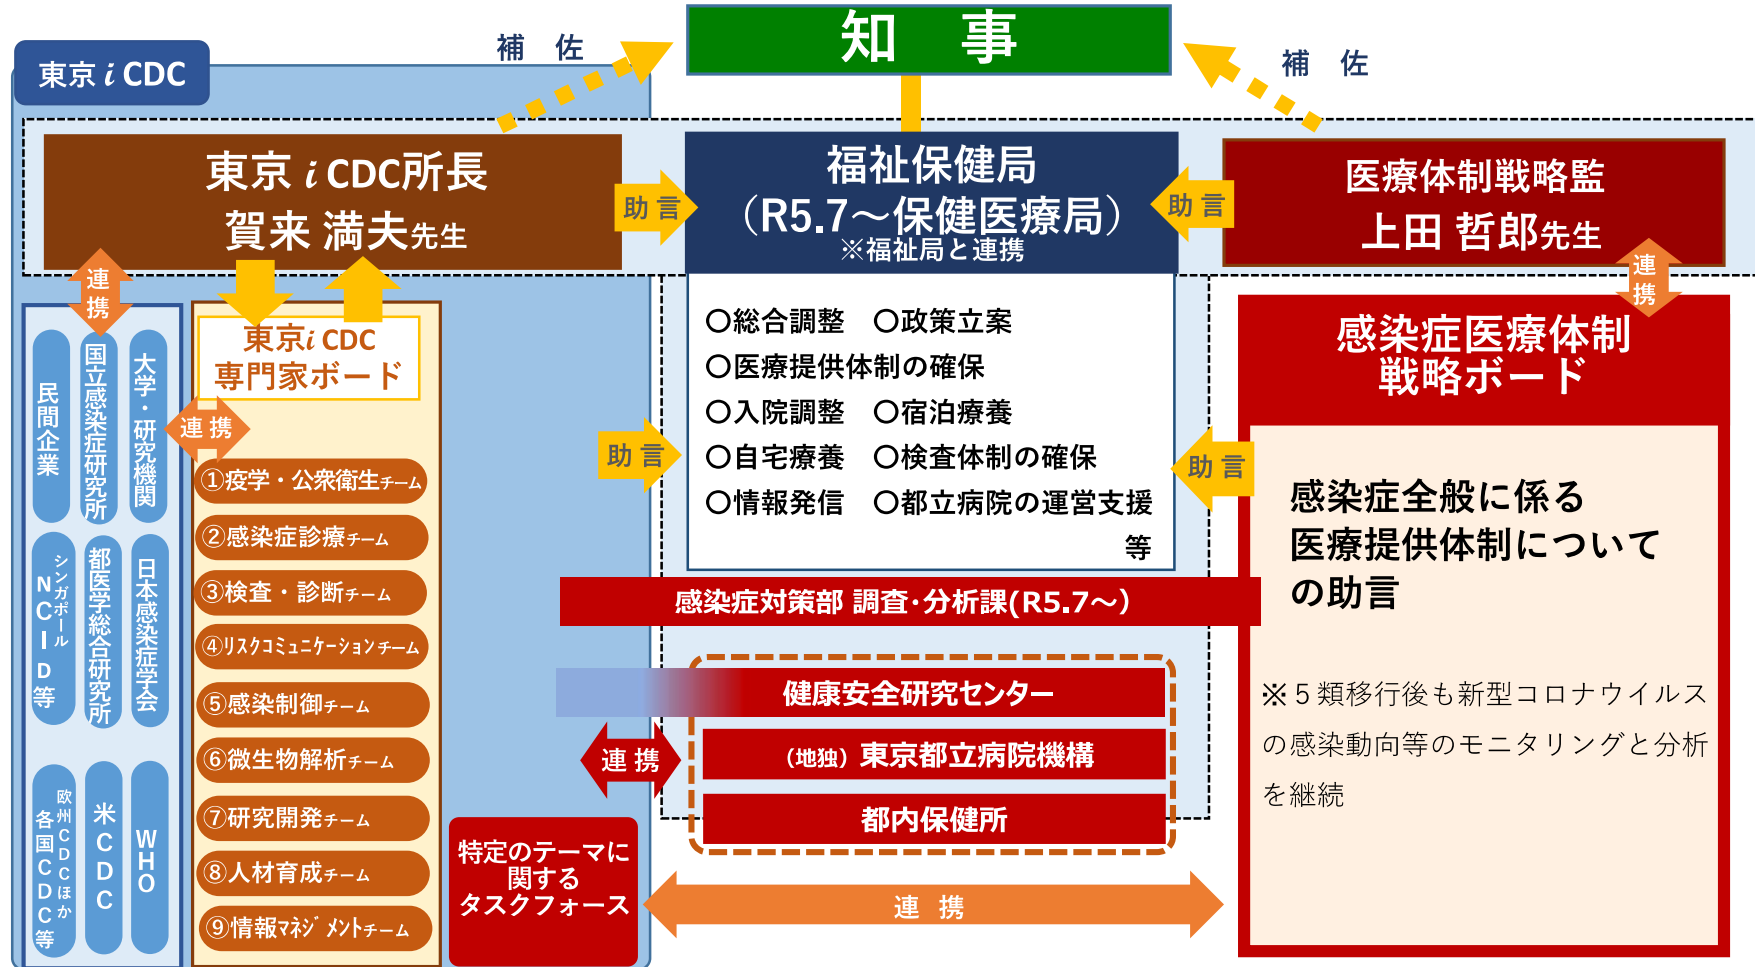 知　事
補　佐
補　佐
東京 i CDC
東京 i CDC所長
賀来 満夫先生
助言
福祉保健局
（R5.7～保健医療局）
※福祉局と連携
助言
医療体制戦略監
上田 哲郎先生
連携
連携
民間企業
国立感染症研究所
大学・研究機関
シンガポール
ＮＣＩＤ等
都医学総合研究所
日本感染症学会
欧州ＣＤＣほか
各国ＣＤＣ等
米ＣＤＣ
ＷＨＯ
連携
東京 i CDC
専門家ボード
①疫学・公衆衛生チーム
②感染症診療チーム
③検査・診断チーム
④ﾘｽｸｺﾐｭﾆｹｰｼｮﾝチーム
⑤感染制御チーム
⑥微生物解析チーム
⑦研究開発チーム
⑧人材育成チーム
⑨情報ﾏﾈｼﾞﾒﾝﾄチーム
特定のテーマに
関する
タスクフォース
助言
〇総合調整　〇政策立案
〇医療提供体制の確保
〇入院調整　〇宿泊療養
〇自宅療養　〇検査体制の確保
〇情報発信　〇都立病院の運営支援
等
助言
感染症対策部 調査･分析課(R5.7～）
健康安全研究センター
（地独）東京都立病院機構
都内保健所
連携
連携
感染症医療体制
戦略ボード
感染症全般に係る
医療提供体制について
の助言
※５類移行後も新型コロナウイルス
の感染動向等のモニタリングと分析
を継続